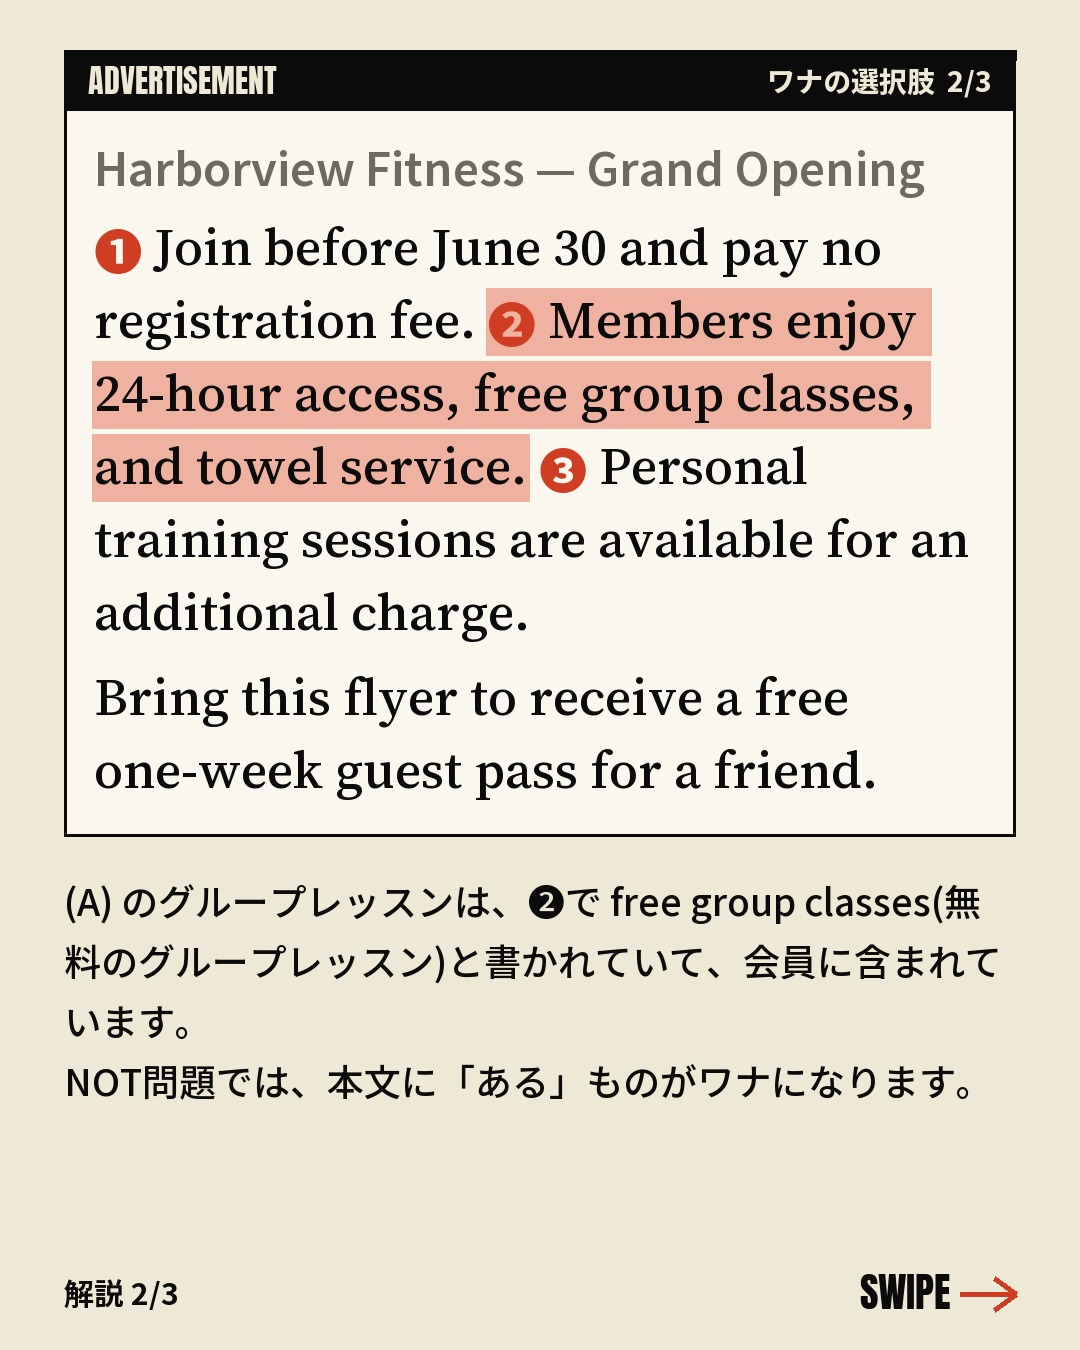 ADVERTISEMENT
ワナの選択肢 2/3
Harborview Fitness — Grand Opening
❶ Join before June 30 and pay no
registration fee. ❷ Members enjoy
24-hour access, free group classes,
and towel service. ❸ Personal
training sessions are available for an
additional charge.
Bring this flyer to receive a free
one-week guest pass for a friend.
(A) のグループレッスンは、❷で free group classes(無
料のグループレッスン)と書かれていて、会員に含まれて
います。
NOT問題では、本文に「ある」ものがワナになります。
解説 2/3
SWIPE